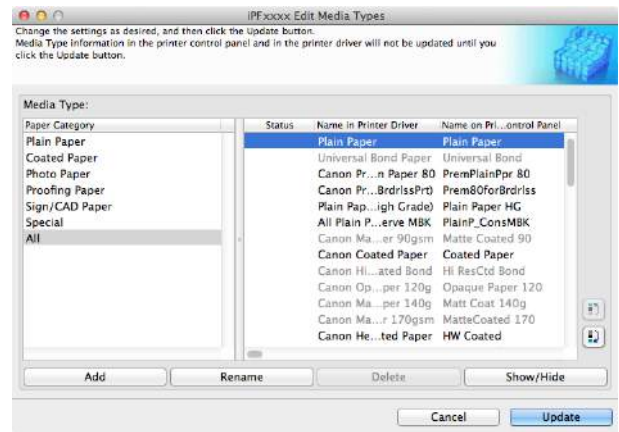 iPFxxxx Edit Media Types
Change the settings as desired, and then click the Update button.
Media Type information in the printer control panel and in the printer driver will not be updated until you
click the Update button.
Media Type:
Paper Category
Plain Paper
Coated Paper
Photo Paper
Proofing Paper
Sign/CAD Paper
Special
All
Status Name in Printer Driver Name on Pri...ontrol Panel
Plain Paper Plain Paper
Universal Bond Paper Universal Bond
Canon Pr...n Paper 80 PremPlainPpr 80
Canon Pr...BrdrlssPrt) Prem80forBrdrlss
Plain Pap...igh Grade) Plain Paper HG
All Plain P...erve MBK PlainP_ConsMBK
Canon Ma...er 90gsm Matte Coated 90
Canon Coated Paper Coated Paper
Canon Hi...ated Bond Hi ResCtd Bond
Canon Op...per 120g Opaque Paper 120
Canon Ma...per 140g Matt Coat 140g
Canon Ma...r 170gsm MatteCoated 170
Canon He...ted Paper HW Coated
Add Rename Delete Show/Hide
Cancel Update